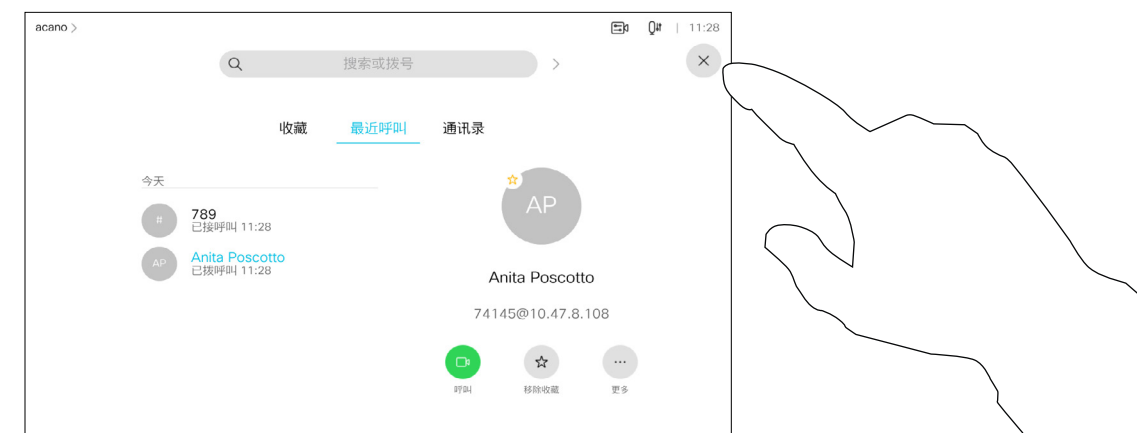 acano >
11:28
搜索或拨号 >
收藏 最近呼叫 通讯录
今天
#
789
已接呼叫 11:28
AP
Anita Poscotto
已拨呼叫 11:28
AP
Anita Poscotto
74145@10.47.8.108
呼叫 移除收藏 更多